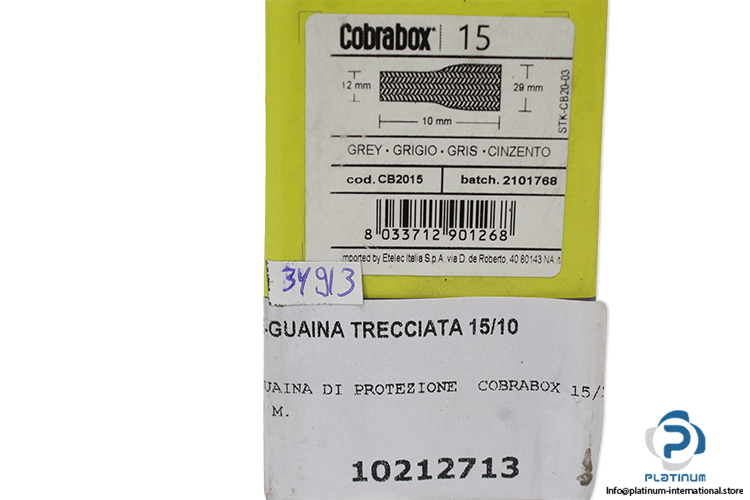 Cobrabox® 15
12 mm
29 mm
10 mm
STK-CB20-03
GREY • GRIGIO • GRIS • CINZENTO
cod. CB2015
batch. 2101768
8 033712 901268
imported by Etelec Italia S.p.A. via D. de Roberto, 40 80143 NA
34913
GUAINA TRECCIATA 15/10
UAINA DI PROTEZIONE COBRABOX 15/
M.
10212713
PLATINUM
INTERNATIONAL
Info@platinum-international.store